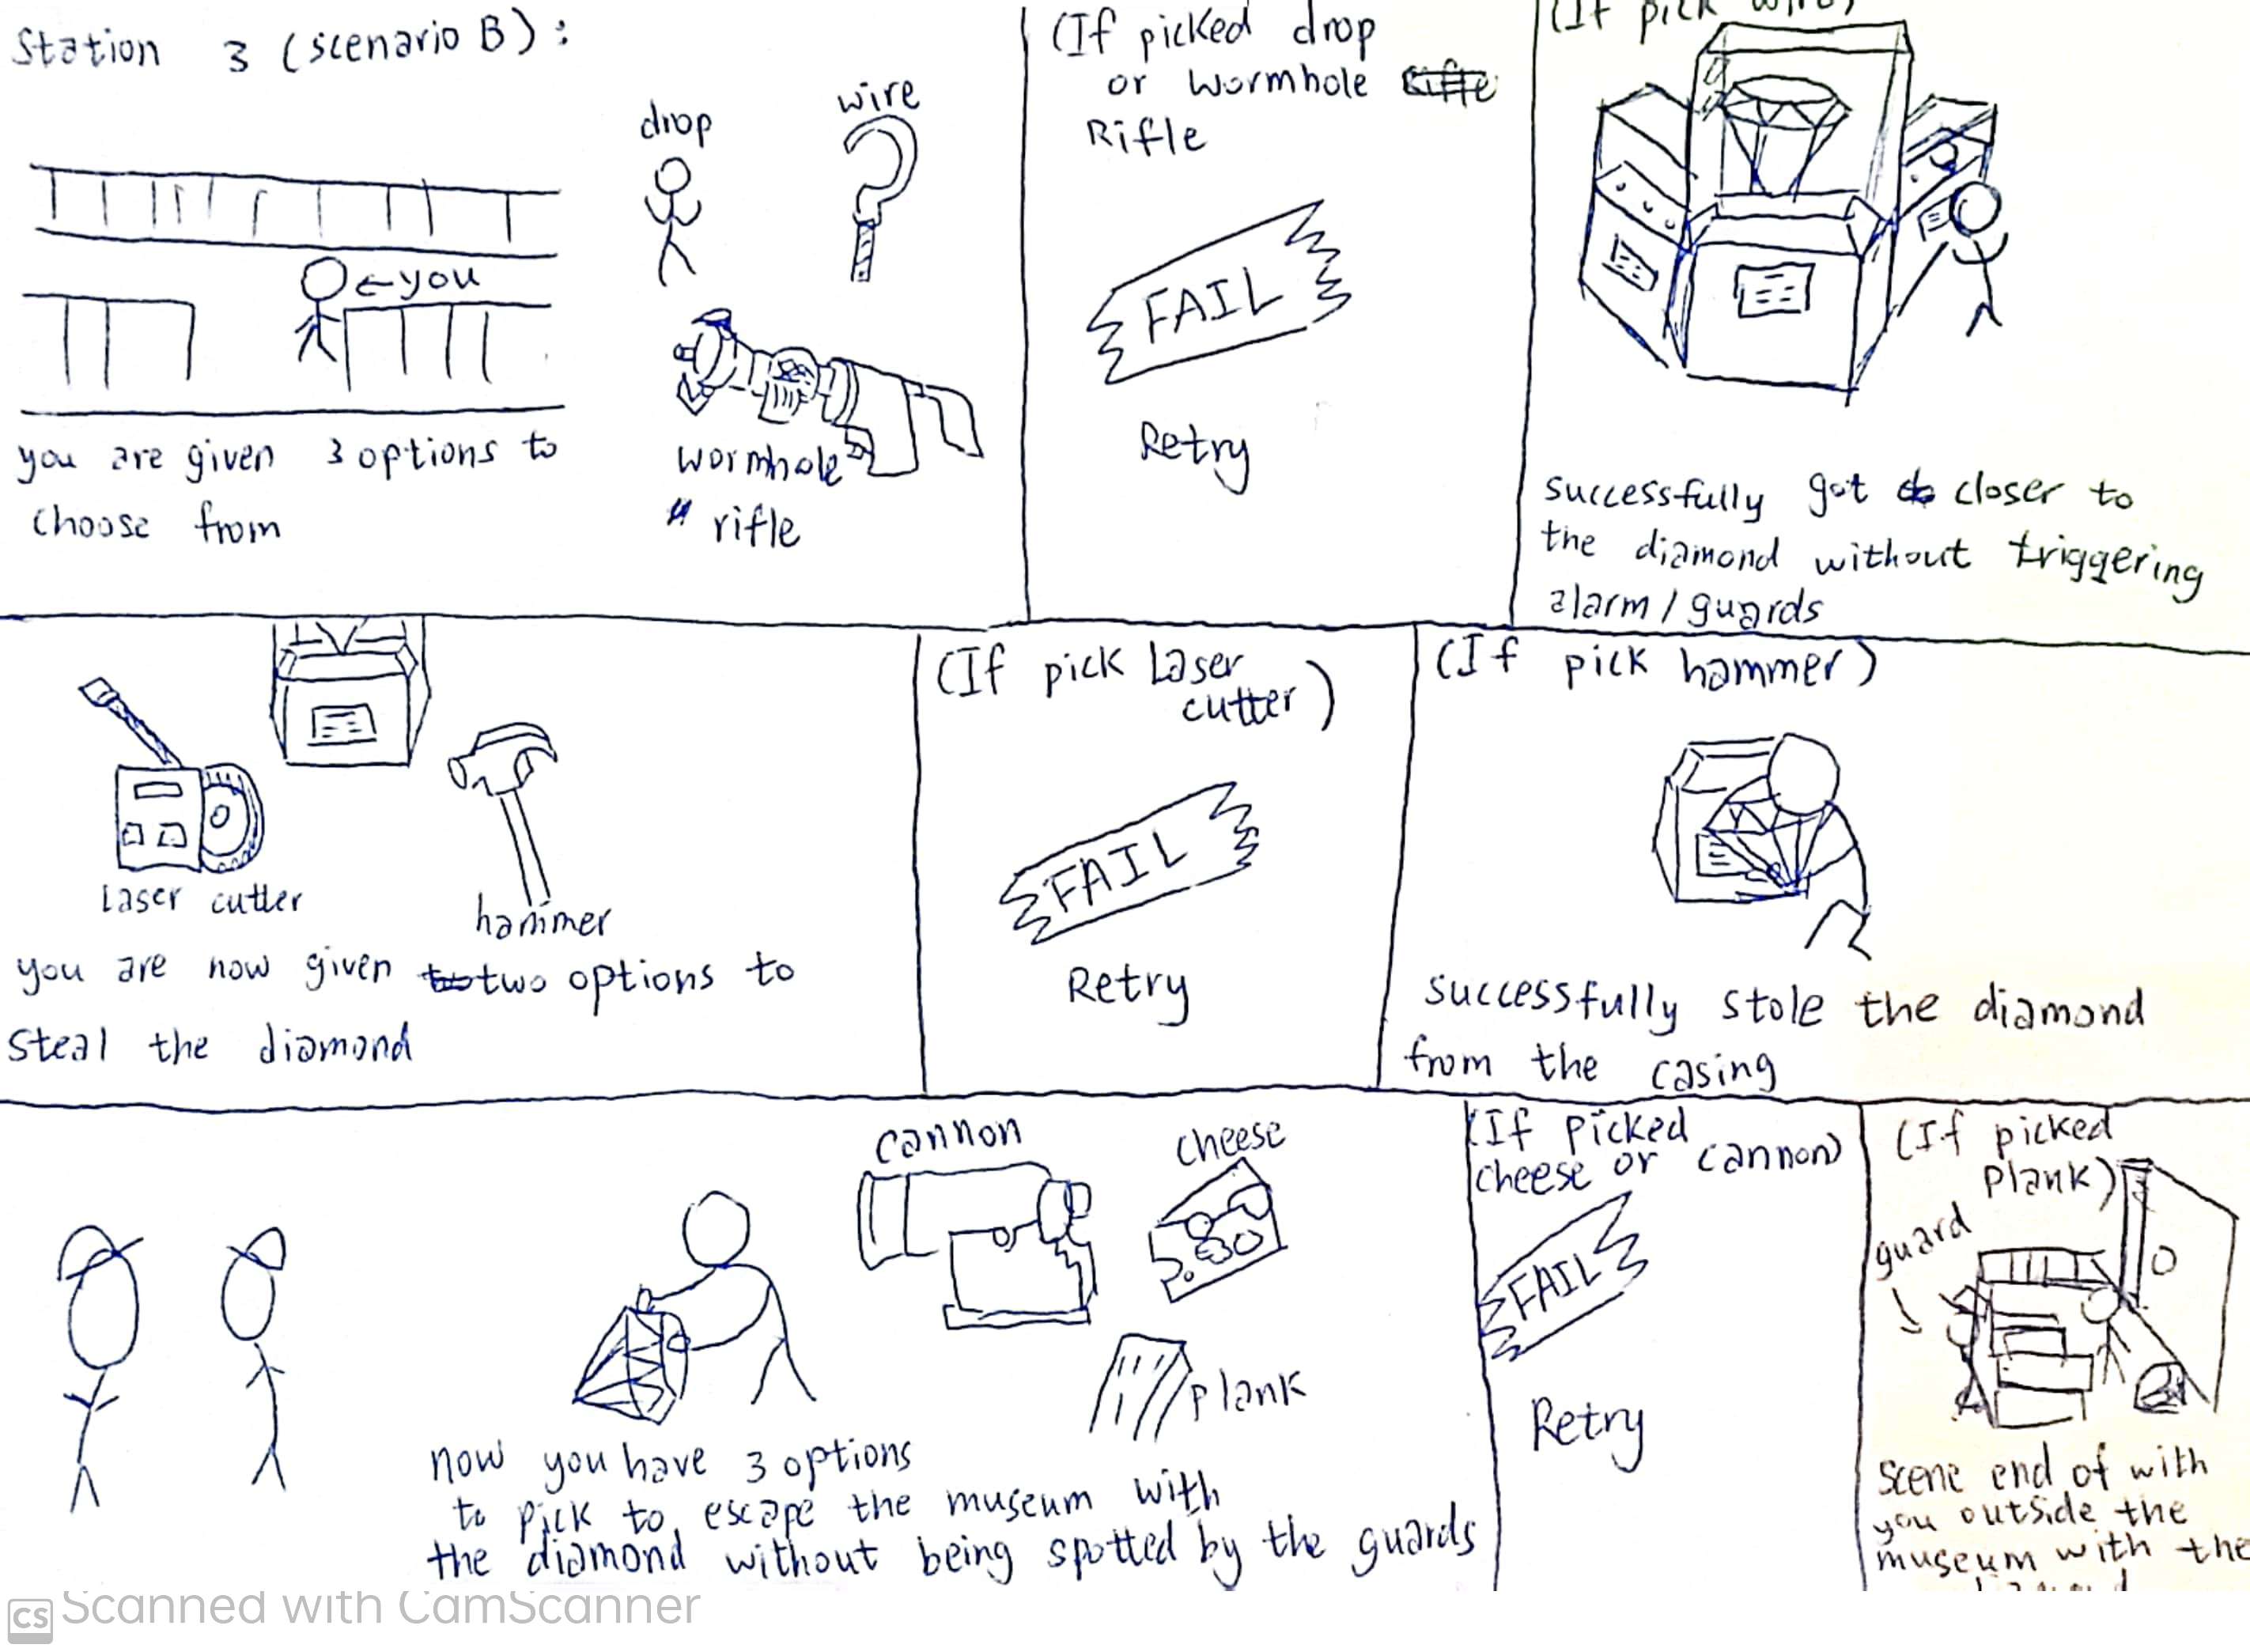 Station 3 (scenario B):
drop
wire
←you
wormhole
rifle
you are given 3 options to
choose from
(If picked drop
or wormhole
Rifle
FAIL
Retry
(If pick wire)
successfully got closer to
the diamond without triggering
alarm/guards
Laser cutter
hammer
you are now given two options to
steal the diamond
(If pick Laser
cutter)
FAIL
Retry
(If pick hammer)
successfully stole the diamond
from the casing
cannon
cheese
plank
now you have 3 options
to pick to escape the museum with
the diamond without being spotted by the guards
(If picked
cheese or cannon)
FAIL
Retry
(If picked
plank)
guard
scene end of with
you outside the
museum with the
CS Scanned with CamScanner